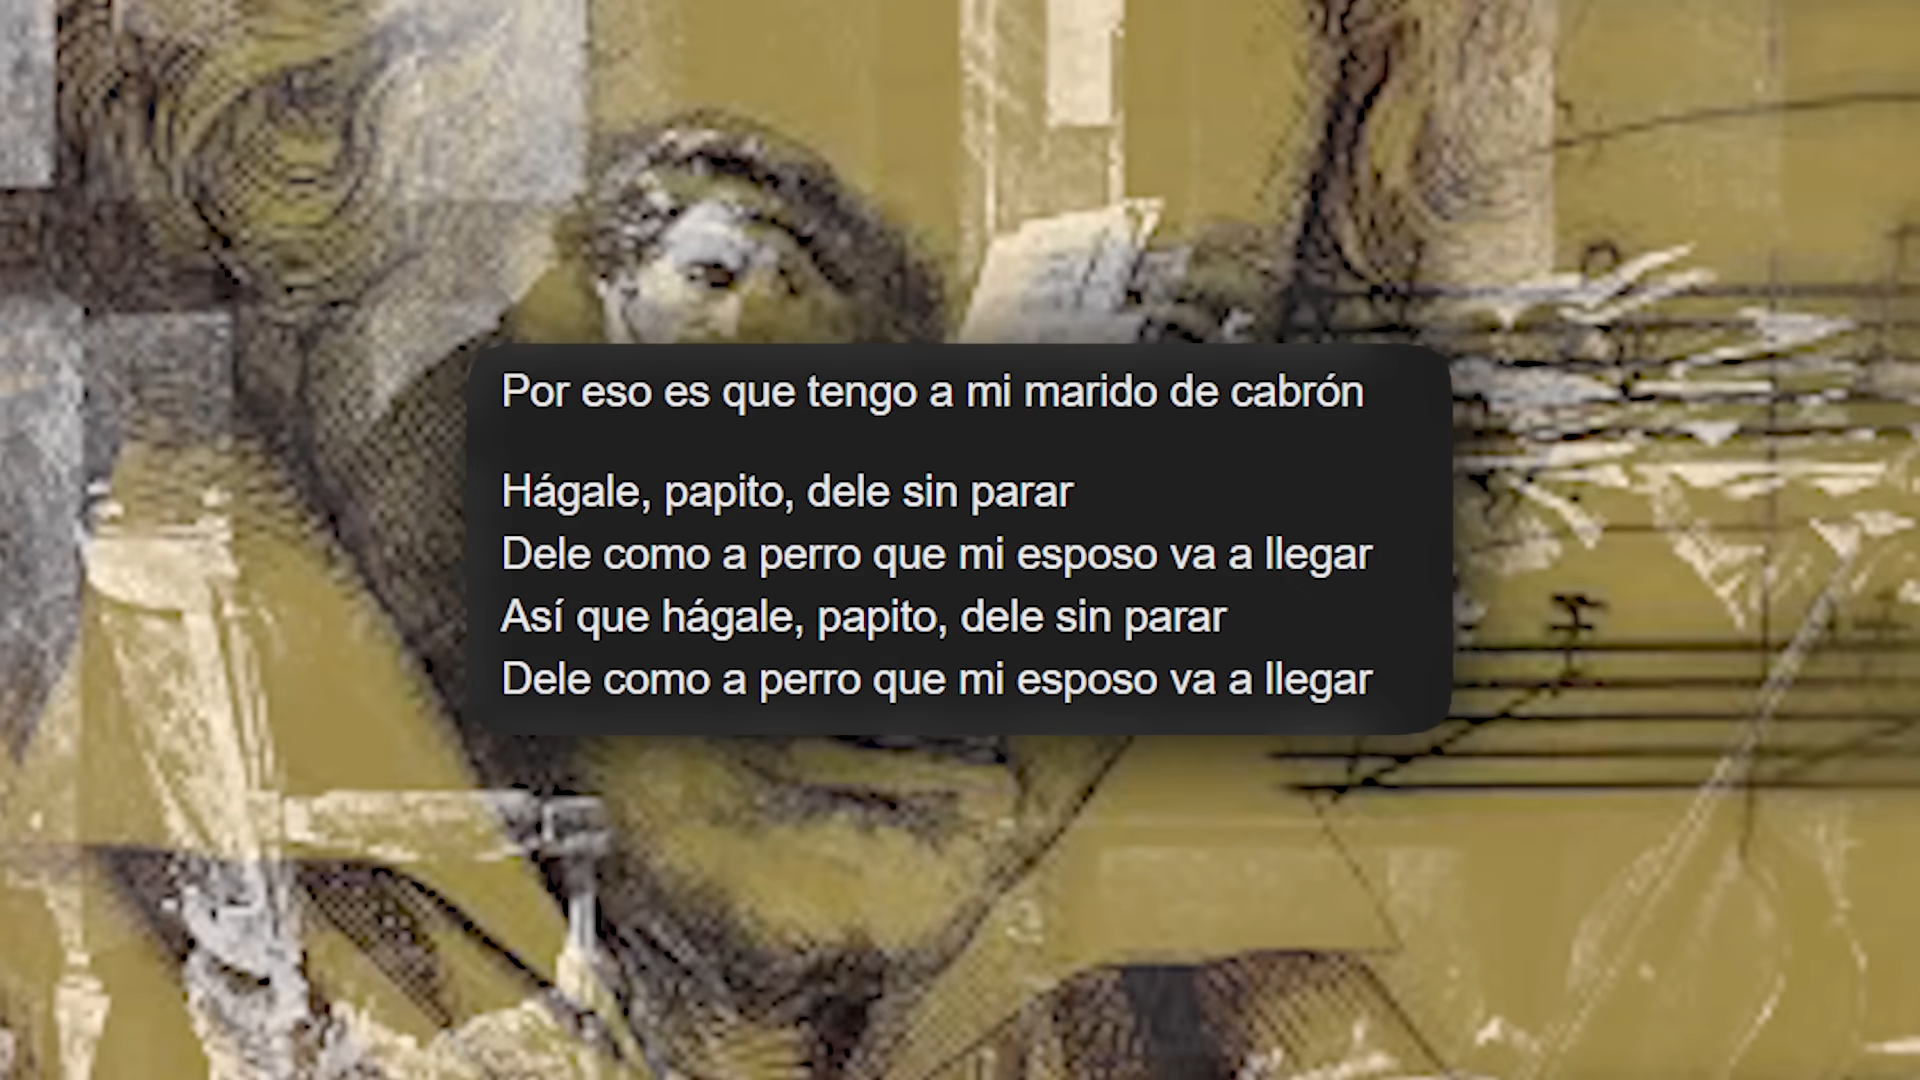 Por eso es que tengo a mi marido de cabrón
Hágale, papito, dele sin parar
Dele como a perro que mi esposo va a llegar
Así que hágale, papito, dele sin parar
Dele como a perro que mi esposo va a llegar